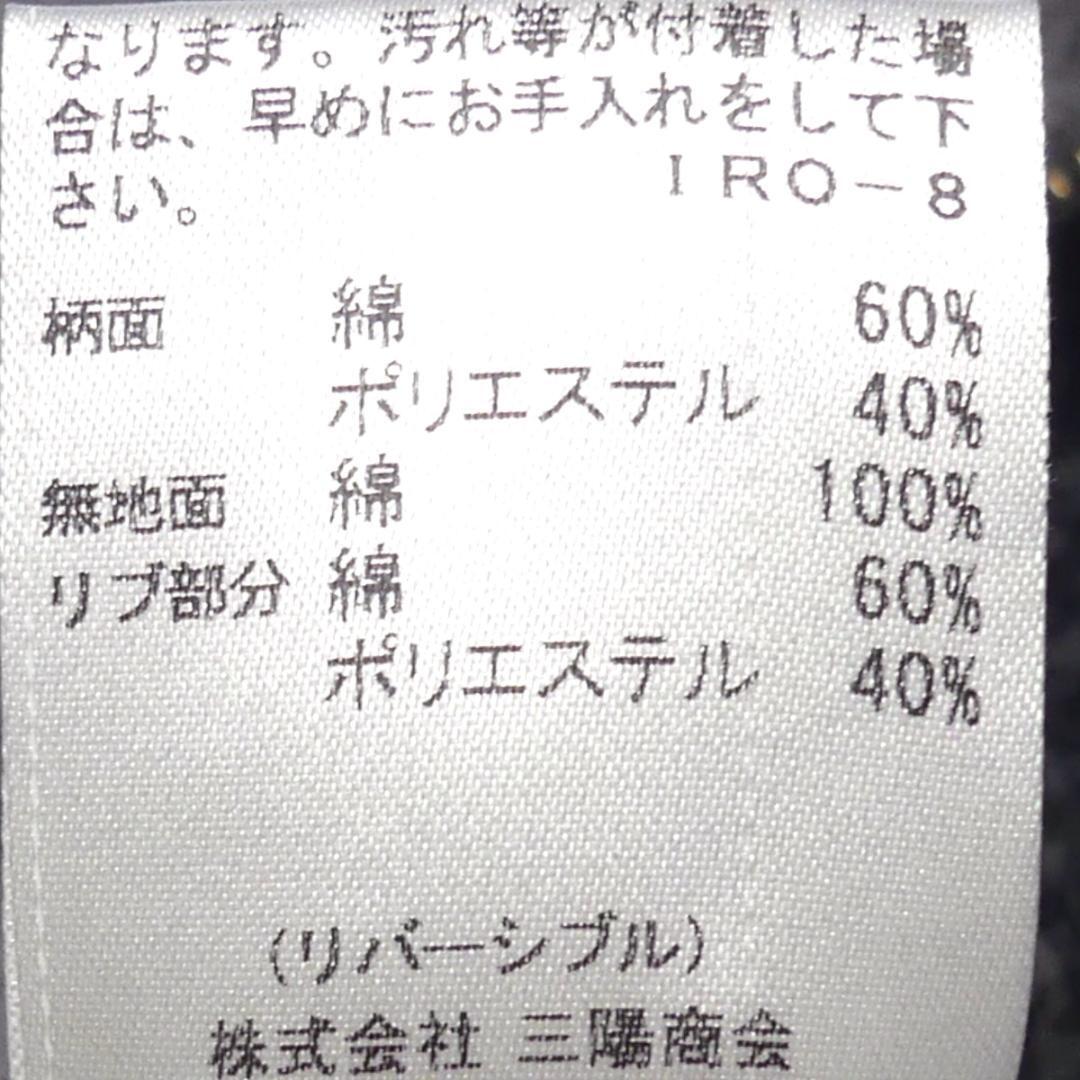 なります。汚れ等が付着した場
合は、早めにお手入れをして下
さい。 IRO-8
柄面 綿 60%
ポリエステル 40%
無地面 綿 100%
リブ部分 綿 60%
ポリエステル 40%
(リバーシブル)
株式会社 三陽商会